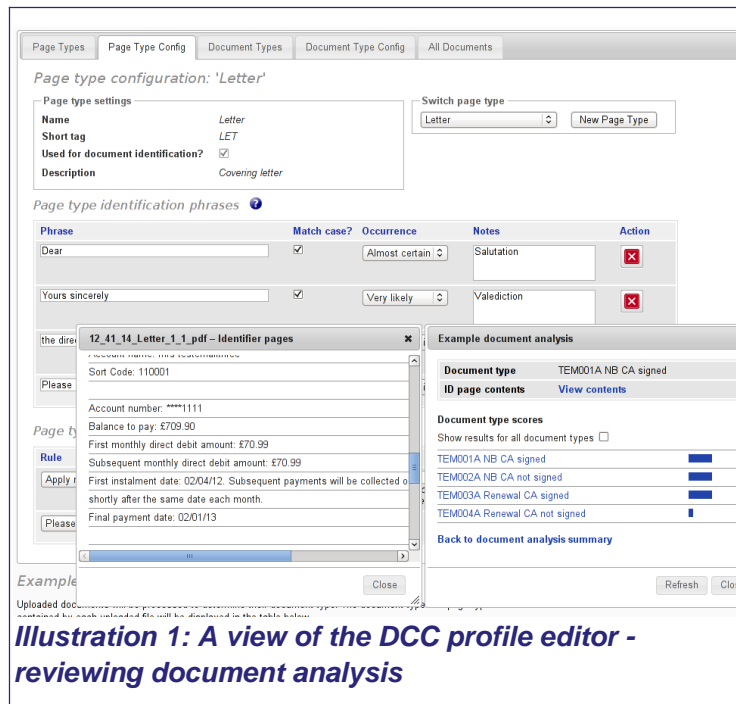 Page Types Page Type Config Document Types Document Type Config All Documents
Page type configuration: 'Letter'
Page type settings
Name Letter
Short tag LET
Used for document identification?
Description Covering letter
Switch page type
Letter New Page Type
Page type identification phrases ?
Phrase Match case? Occurrence Notes Action
Dear Almost certain Salutation
Yours sincerely Very likely Valediction
the dire
Please
Page ty
Rule
Apply r
Please
12_41_14_Letter_1_1_pdf – Identifier pages
Sort Code: 110001
Account number: ****1111
Balance to pay: £709.90
First monthly direct debit amount: £70.99
Subsequent monthly direct debit amount: £70.99
First instalment date: 02/04/12. Subsequent payments will be collected o
shortly after the same date each month.
Final payment date: 02/01/13
Close
Example document analysis
Document type TEM001A NB CA signed
ID page contents View contents
Document type scores
Show results for all document types
TEM001A NB CA signed
TEM002A NB CA not signed
TEM003A Renewal CA signed
TEM004A Renewal CA not signed
Back to document analysis summary
Refresh Clo
Example
Illustration 1: A view of the DCC profile editor -
reviewing document analysis